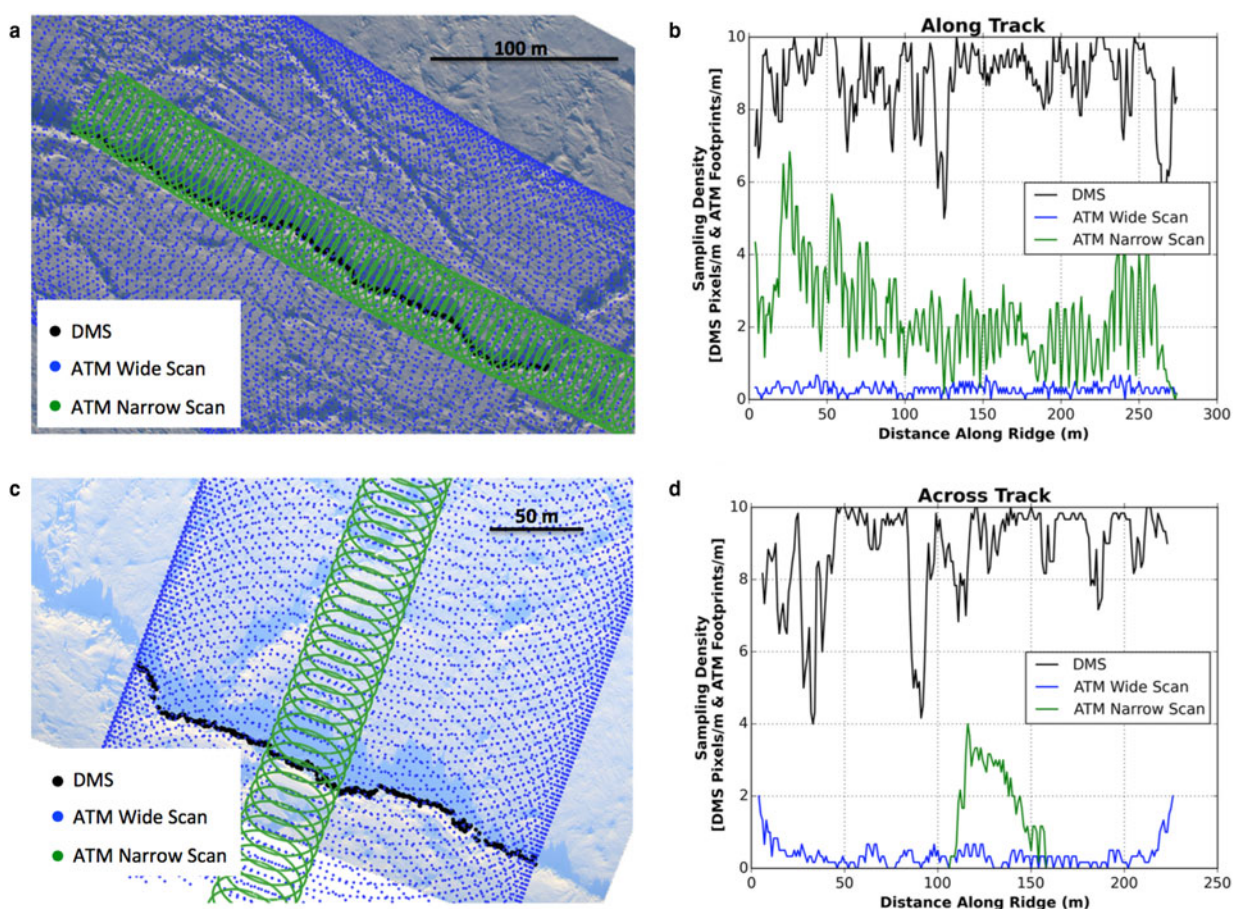 a
100 m
DMS
ATM Wide Scan
ATM Narrow Scan
b
Along Track
10
8
6
4
2
0
Sampling Density
[DMS Pixels/m & ATM Footprints/m]
DMS
ATM Wide Scan
ATM Narrow Scan
0 50 100 150 200 250 300
Distance Along Ridge (m)
c
50 m
DMS
ATM Wide Scan
ATM Narrow Scan
d
Across Track
10
8
6
4
2
0
Sampling Density
[DMS Pixels/m & ATM Footprints/m]
DMS
ATM Wide Scan
ATM Narrow Scan
0 50 100 150 200 250
Distance Along Ridge (m)